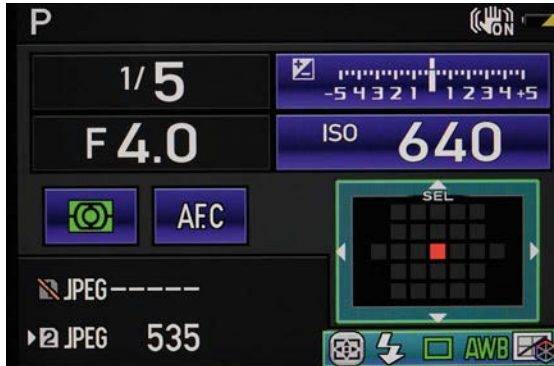 P
ON
1/5
-5 4 3 2 1 1 2 3 4 +5
F4.0
ISO 640
AF.C
SEL
JPEG-----
2 JPEG 535
AWB